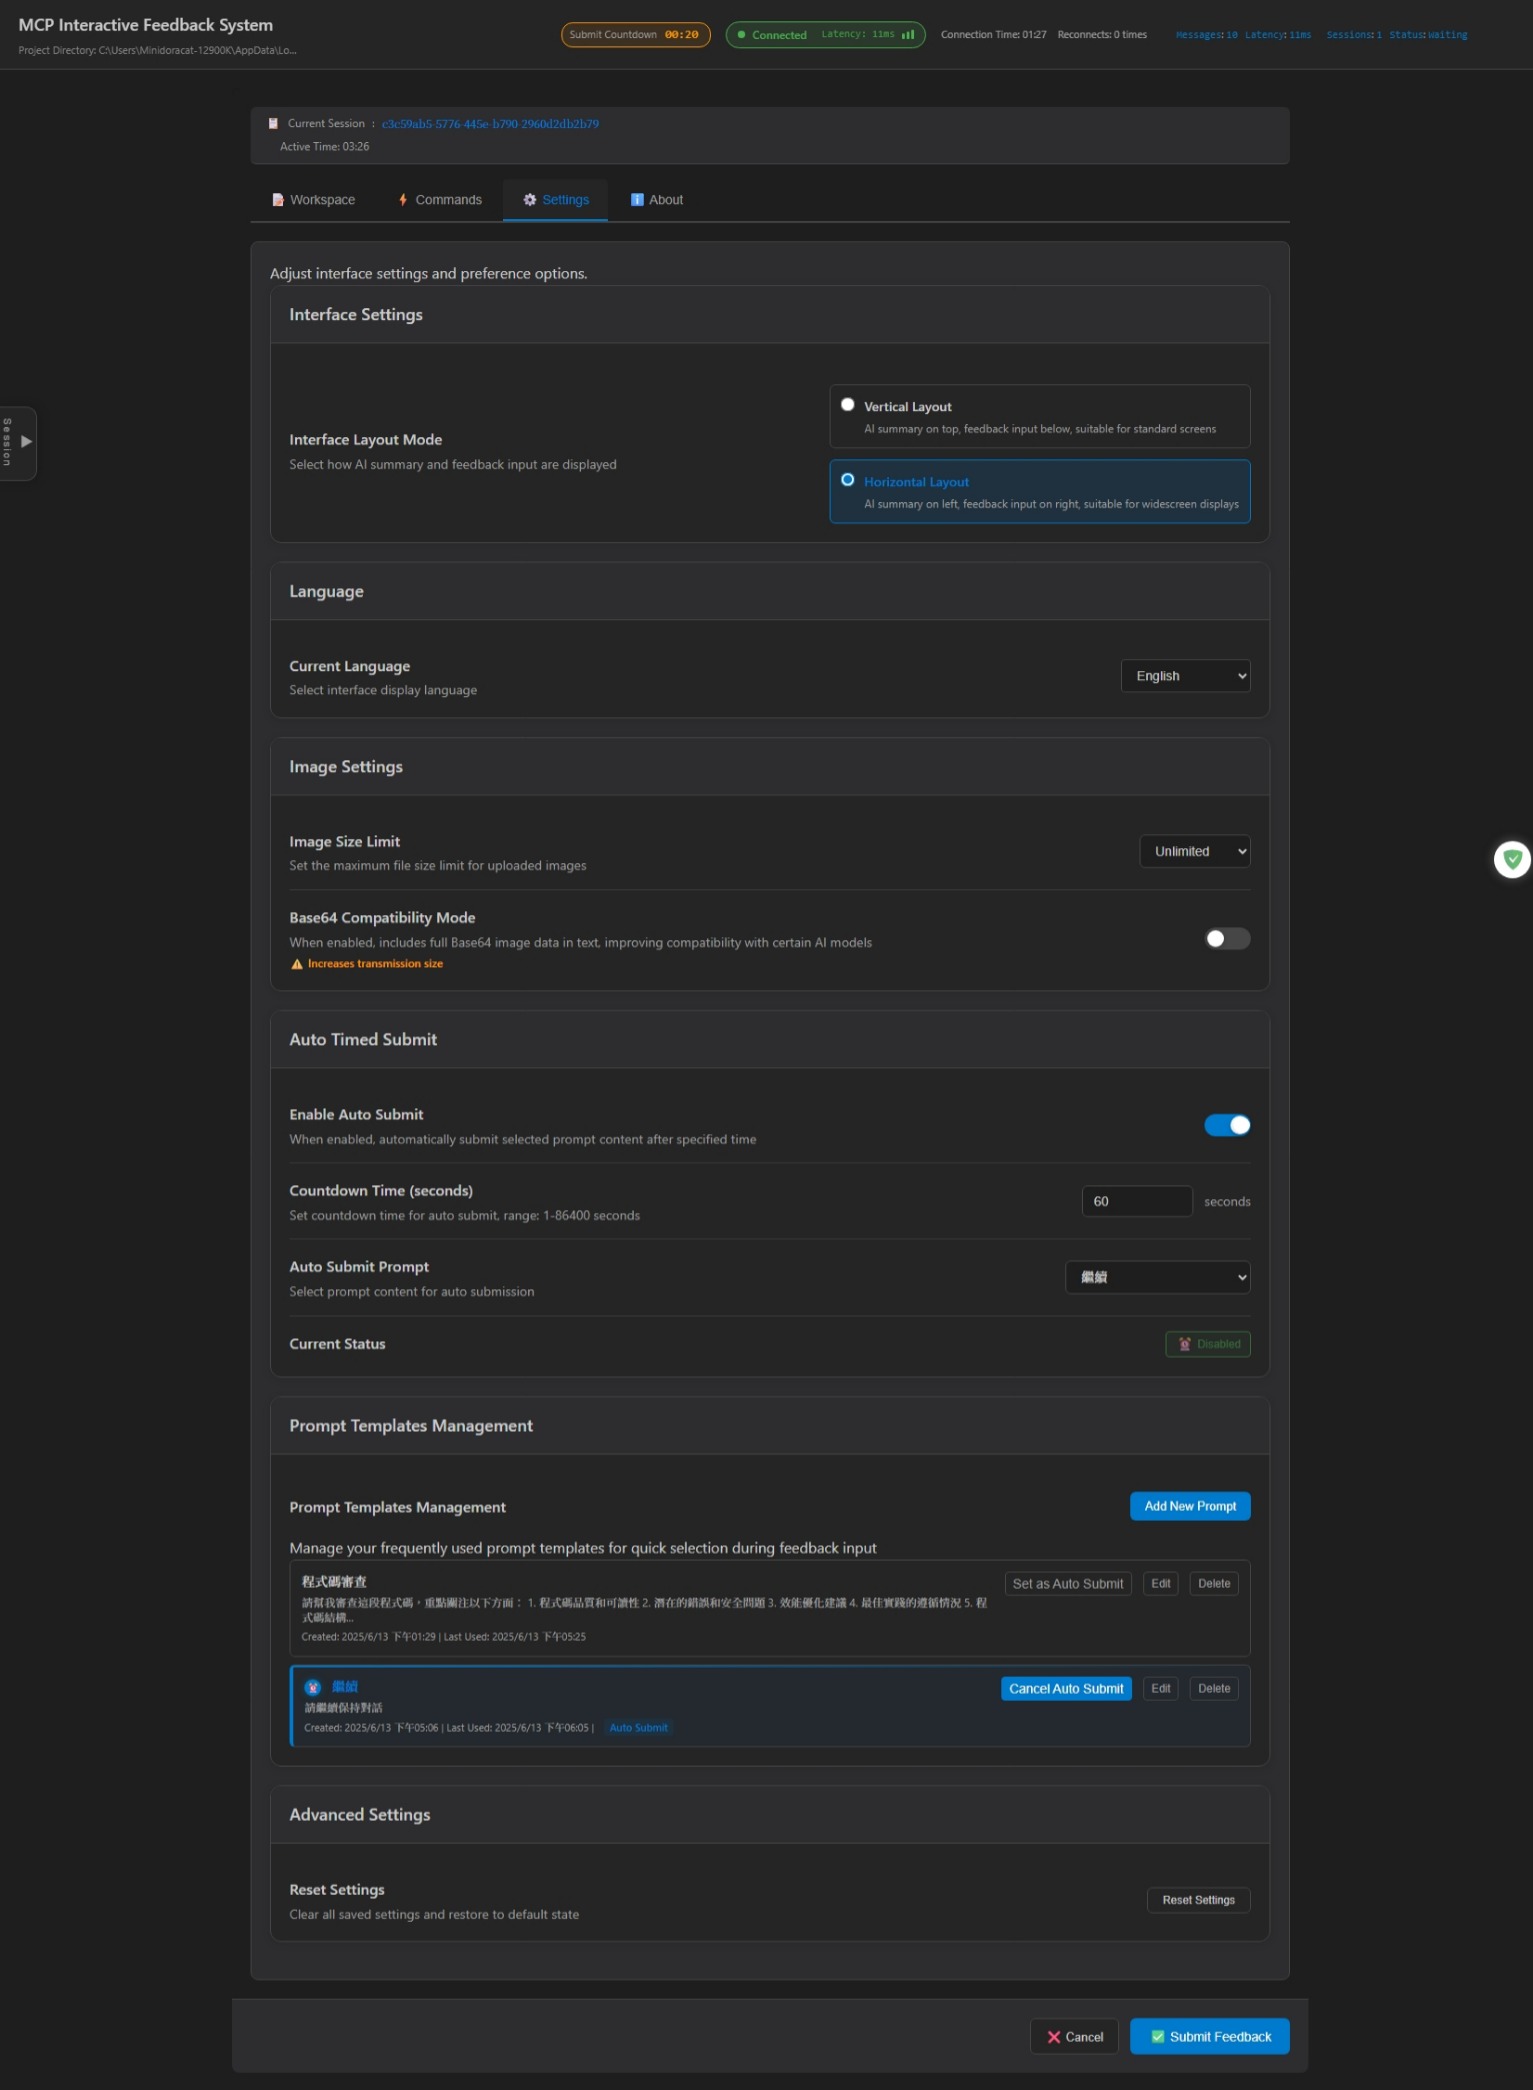 MCP Interactive Feedback System
Project Directory: C:\Users\Minidoracat-12900K\AppData\Lo...
Submit Countdown 00:20
Connected Latency: 11ms
Connection Time: 01:27 Reconnects: 0 times
Messages: 10 Latency: 11ms Sessions: 1 Status: Waiting
Current Session : c3c59ab5-5776-445e-b790-2960d2db2b79
Active Time: 03:26
Workspace
Commands
Settings
About
Adjust interface settings and preference options.
Interface Settings
Session
Interface Layout Mode
Select how AI summary and feedback input are displayed
Vertical Layout
AI summary on top, feedback input below, suitable for standard screens
Horizontal Layout
AI summary on left, feedback input on right, suitable for widescreen displays
Language
Current Language
Select interface display language
English
Image Settings
Image Size Limit
Set the maximum file size limit for uploaded images
Unlimited
Base64 Compatibility Mode
When enabled, includes full Base64 image data in text, improving compatibility with certain AI models
Increases transmission size
Auto Timed Submit
Enable Auto Submit
When enabled, automatically submit selected prompt content after specified time
Countdown Time (seconds)
Set countdown time for auto submit, range: 1-86400 seconds
60 seconds
Auto Submit Prompt
Select prompt content for auto submission
繼續
Current Status
Disabled
Prompt Templates Management
Prompt Templates Management
Add New Prompt
Manage your frequently used prompt templates for quick selection during feedback input
程式碼審查
請幫我審查這段程式碼，重點關注以下方面： 1. 程式碼品質和可讀性 2. 潛在的錯誤和安全問題 3. 效能優化建議 4. 最佳實踐的遵循情況 5. 程
式碼結構...
Created: 2025/6/13 下午01:29 | Last Used: 2025/6/13 下午05:25
Set as Auto Submit
Edit
Delete
繼續
請繼續保持對話
Created: 2025/6/13 下午05:06 | Last Used: 2025/6/13 下午06:05 | Auto Submit
Cancel Auto Submit
Edit
Delete
Advanced Settings
Reset Settings
Clear all saved settings and restore to default state
Reset Settings
Cancel
Submit Feedback